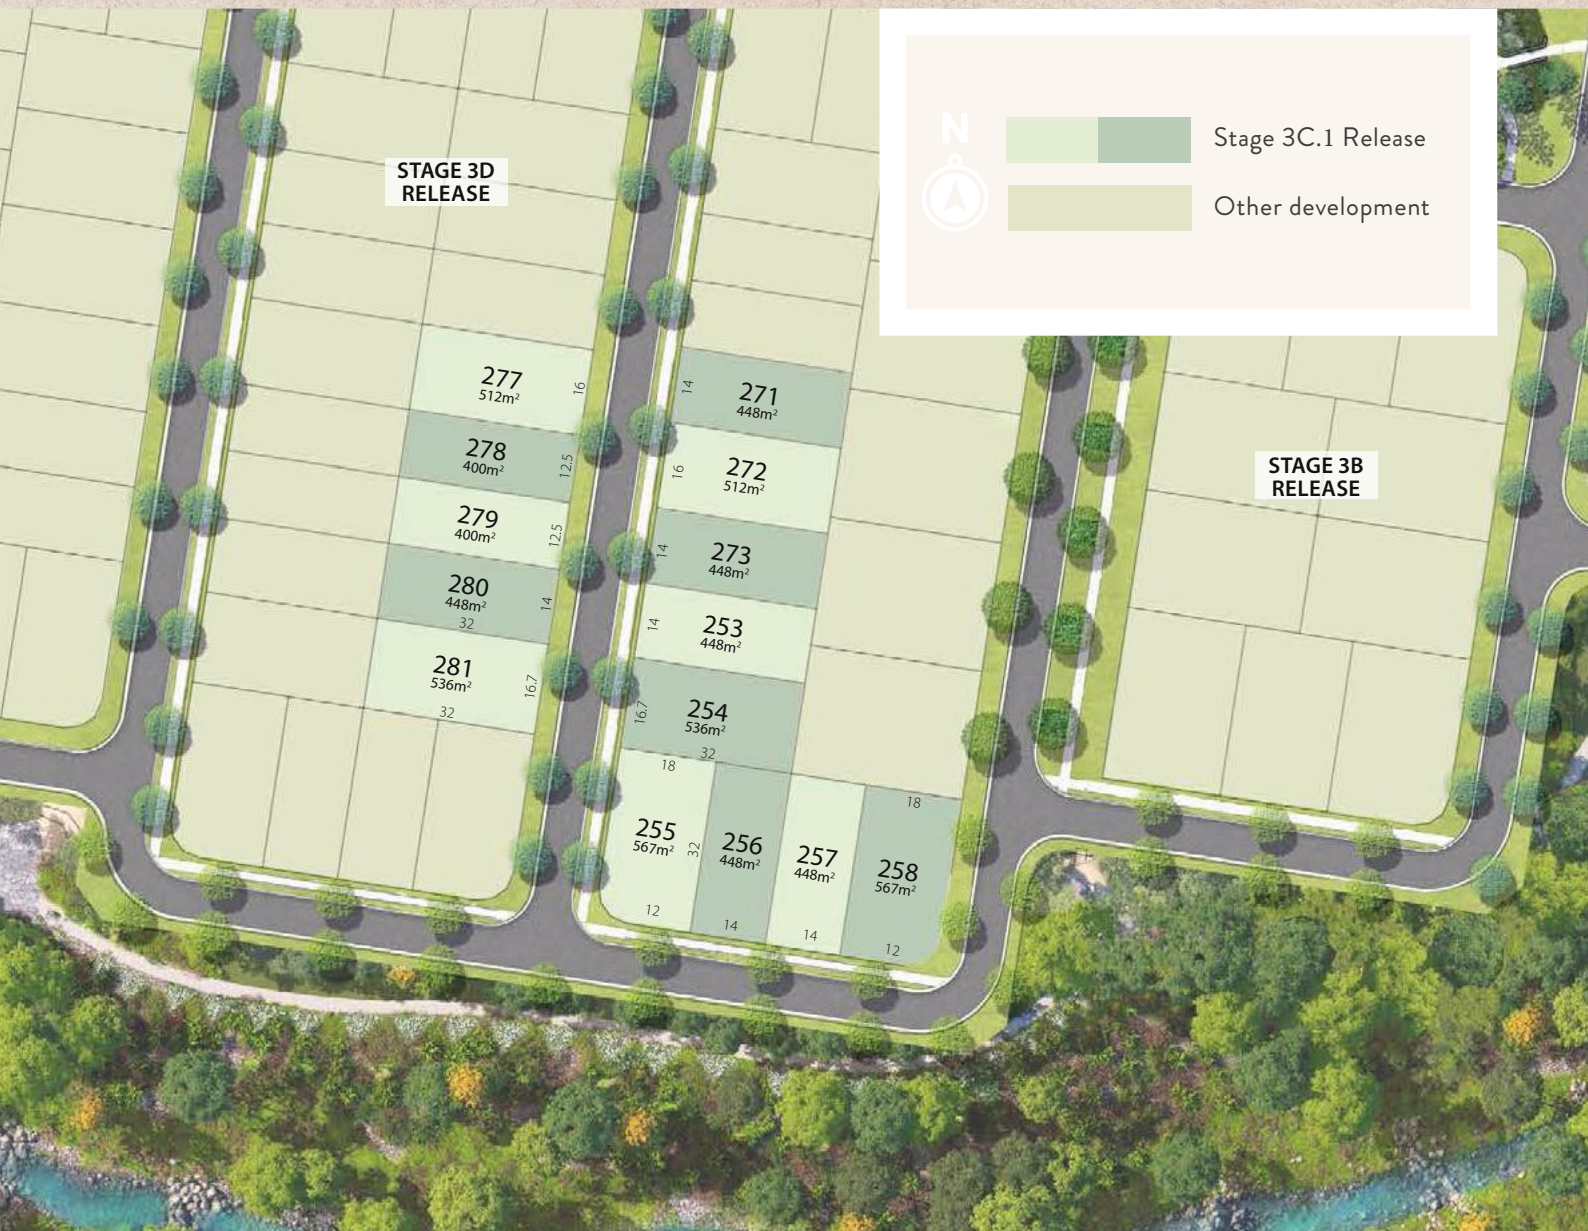 N
Stage 3C.1 Release
Other development
STAGE 3D
RELEASE
STAGE 3B
RELEASE
277
512m²
16
278
400m²
12.5
279
400m²
12.5
280
448m²
32
14
281
536m²
32
16.7
271
448m²
14
272
512m²
16
273
448m²
14
253
448m²
14
254
536m²
16.7
32
18
255
567m²
32
12
256
448m²
14
257
448m²
14
18
258
567m²
12